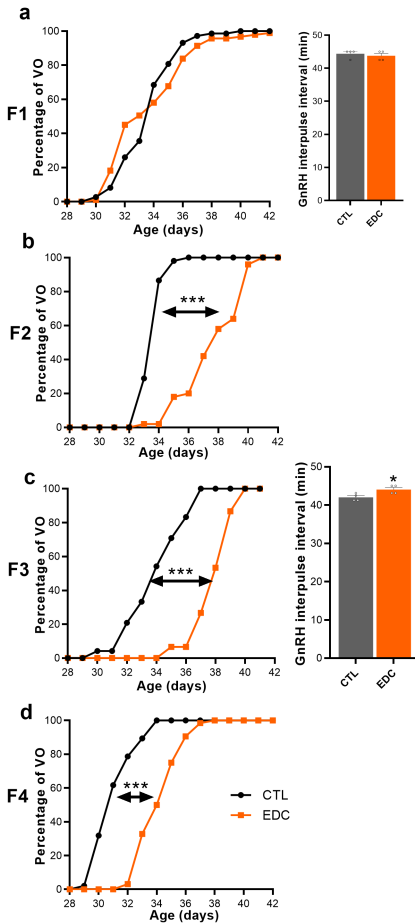 a
F1
Percentage of VO
100
80
60
40
20
0
28 30 32 34 36 38 40 42
Age (days)
GnRH interpulse interval (min)
50
40
30
20
10
0
CTL
EDC
b
F2
Percentage of VO
100
80
60
40
20
0
***
28 30 32 34 36 38 40 42
Age (days)
c
F3
Percentage of VO
100
80
60
40
20
0
***
28 30 32 34 36 38 40 42
Age (days)
GnRH interpulse interval (min)
50
40
30
20
10
0
*
CTL
EDC
d
F4
Percentage of VO
100
80
60
40
20
0
***
28 30 32 34 36 38 40 42
Age (days)
CTL
EDC